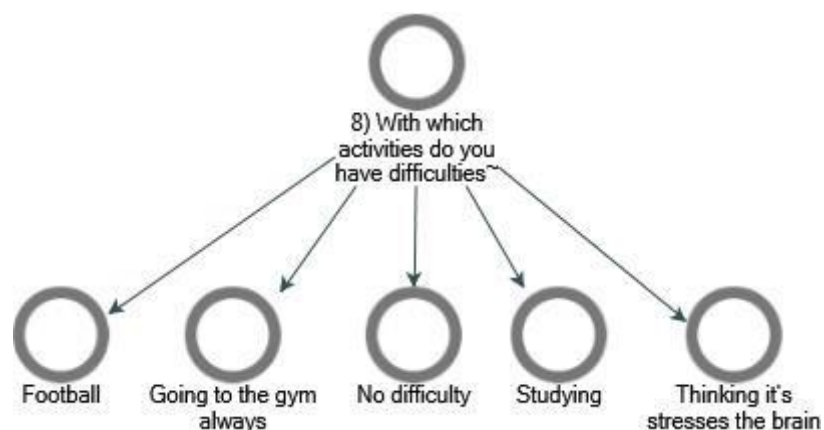 8) With which
activities do you
have difficulties~
Football
Going to the gym
always
No difficulty
Studying
Thinking it's
stresses the brain